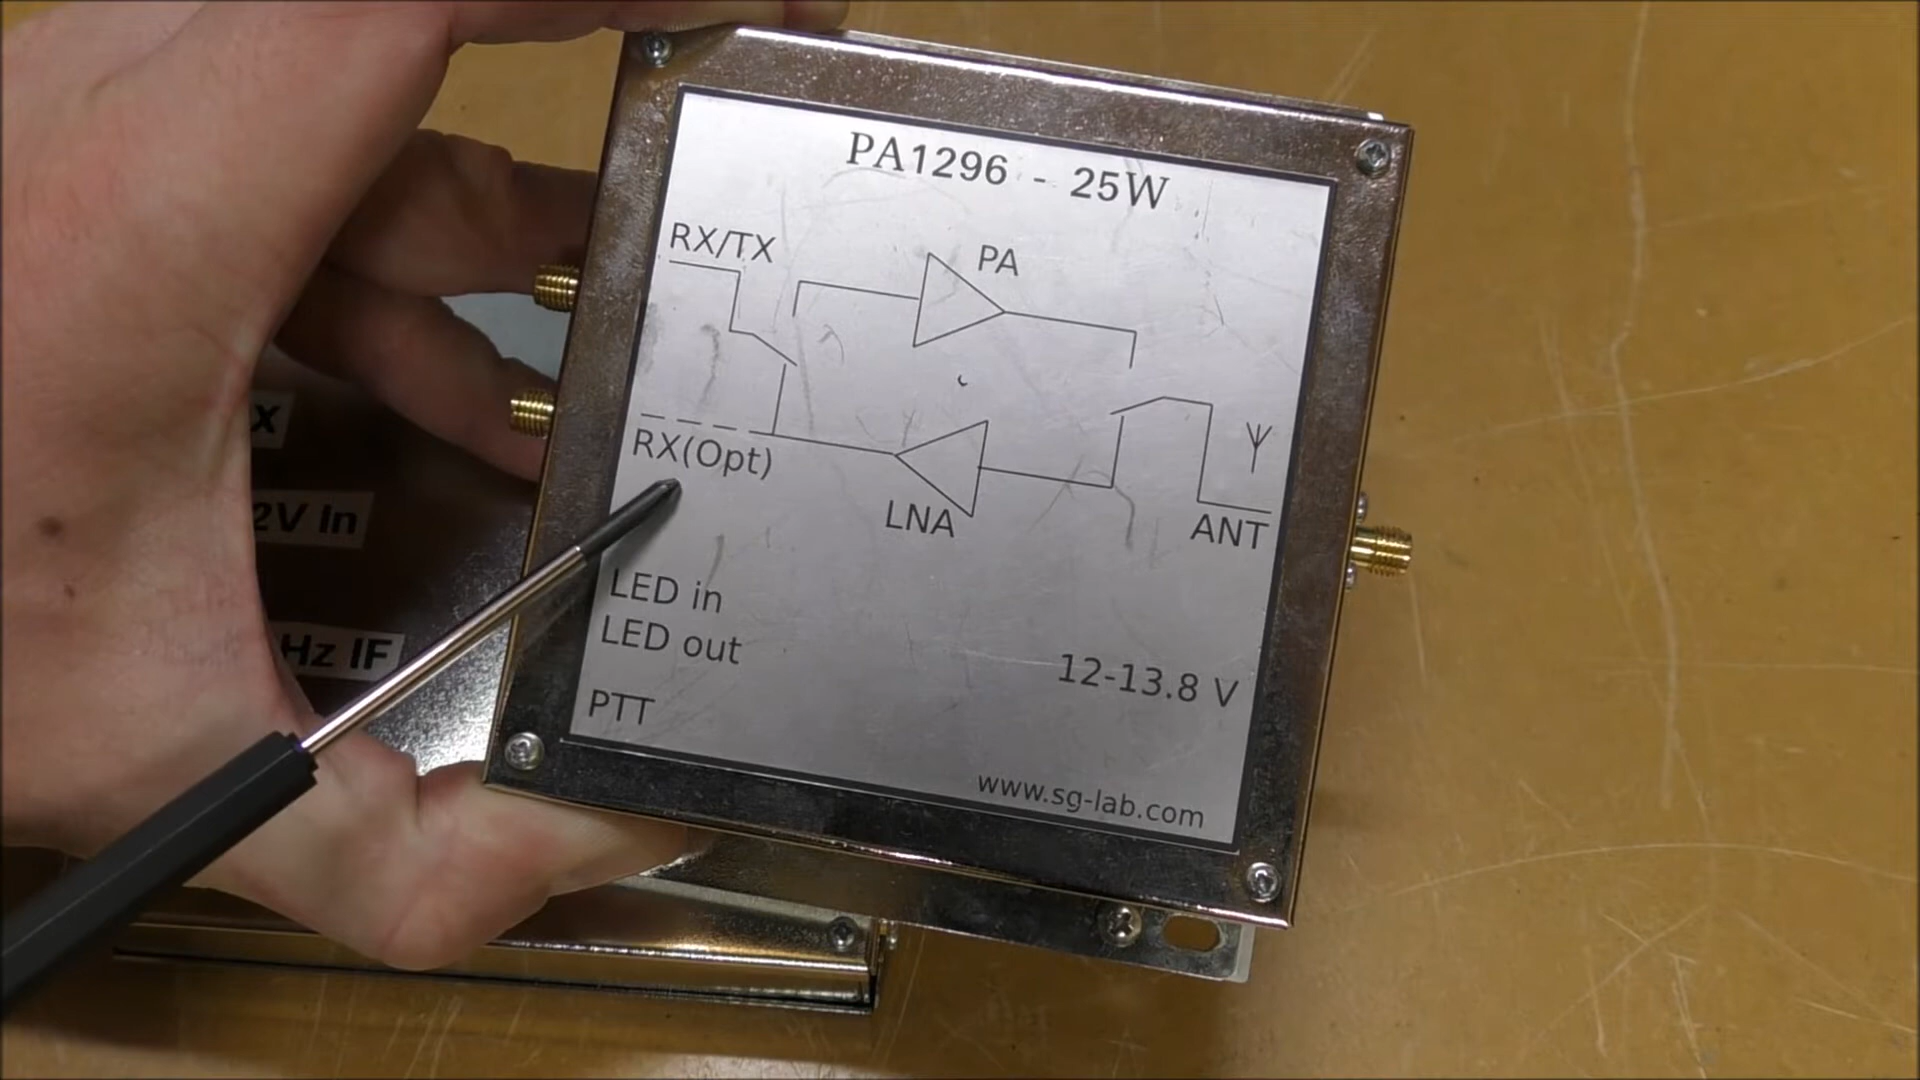 PA1296 - 25W
RX/TX
PA
RX(Opt)
LNA
ANT
LED in
LED out
12-13.8 V
PTT
www.sg-lab.com
X
2V In
Hz IF